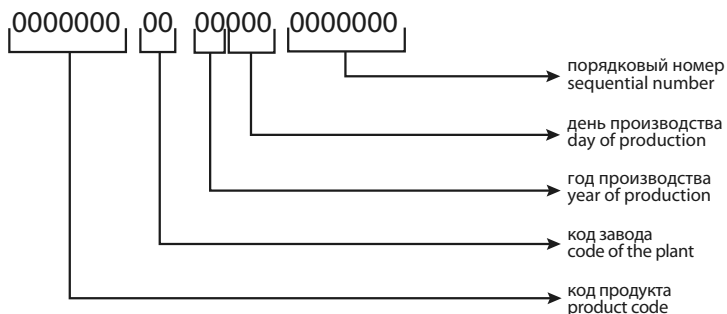 0000000 00 00000 0000000
порядковый номер
sequential number
день производства
day of production
год производства
year of production
код завода
code of the plant
код продукта
product code